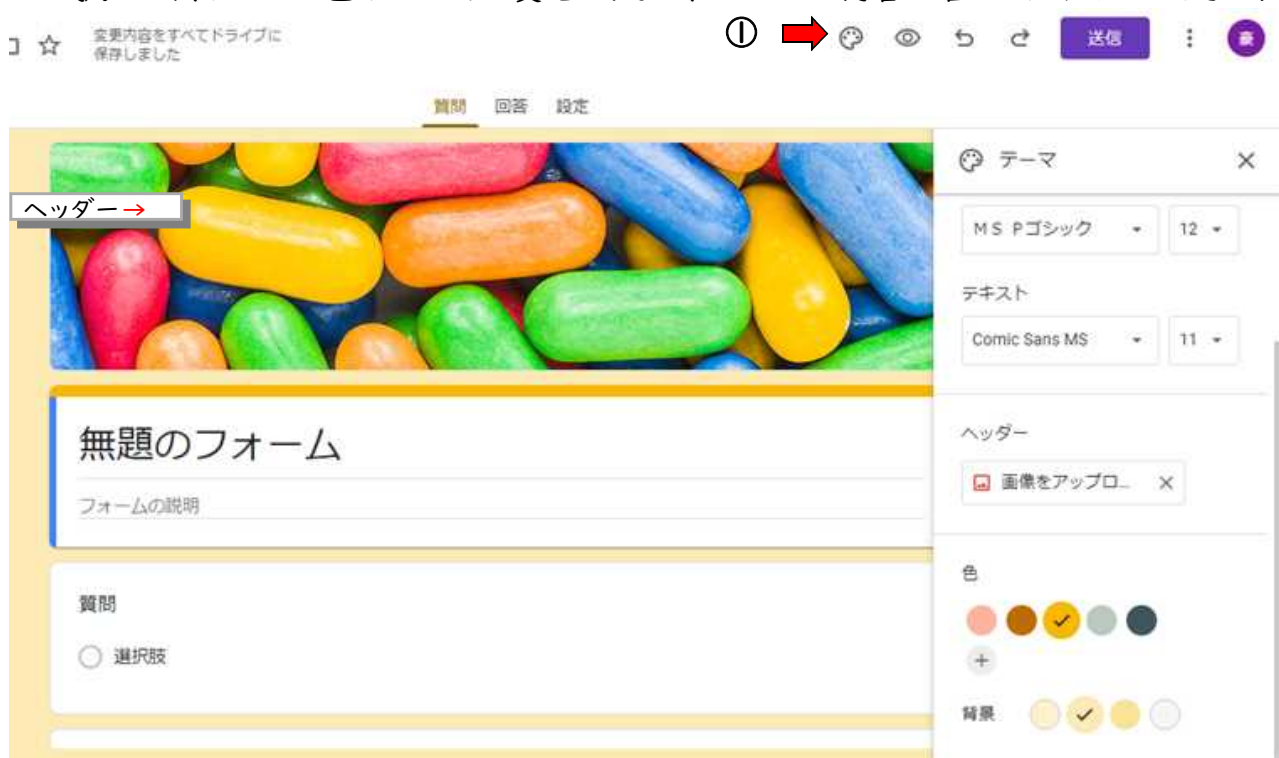 変更内容をすべてドライブに
保存しました
① 送信 豪
質問 回答 設定
テーマ
ヘッダー→
MS Pゴシック 12
テキスト
Comic Sans MS 11
ヘッダー
画像をアップロ…
無題のフォーム
フォームの説明
質問
選択肢
色
背景